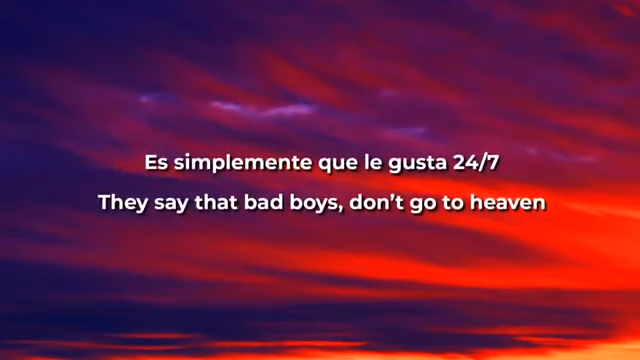 Es simplemente que le gusta 24/7
They say that bad boys, don’t go to heaven